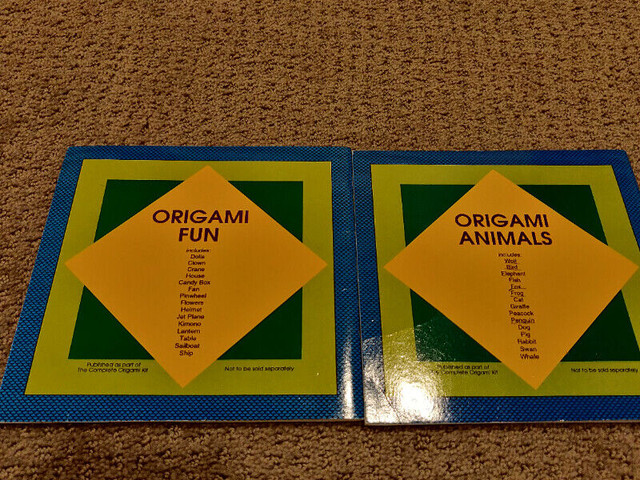 ORIGAMI
FUN
includes:
Dolls
Clown
Crane
House
Candy Box
Fan
Pinwheel
Flowers
Helmet
Jet Plane
Kimono
Lantern
Table
Sailboat
Ship
Published as part of
The Complete Origami Kit
Not to be sold separately
ORIGAMI
ANIMALS
includes:
Bird
Elephant
Fish
Fox
Frog
Cat
Giraffe
Peacock
Penguin
Dog
Pig
Rabbit
Swan
Whale
Published as part of
The Complete Origami Kit
Not to be sold separately